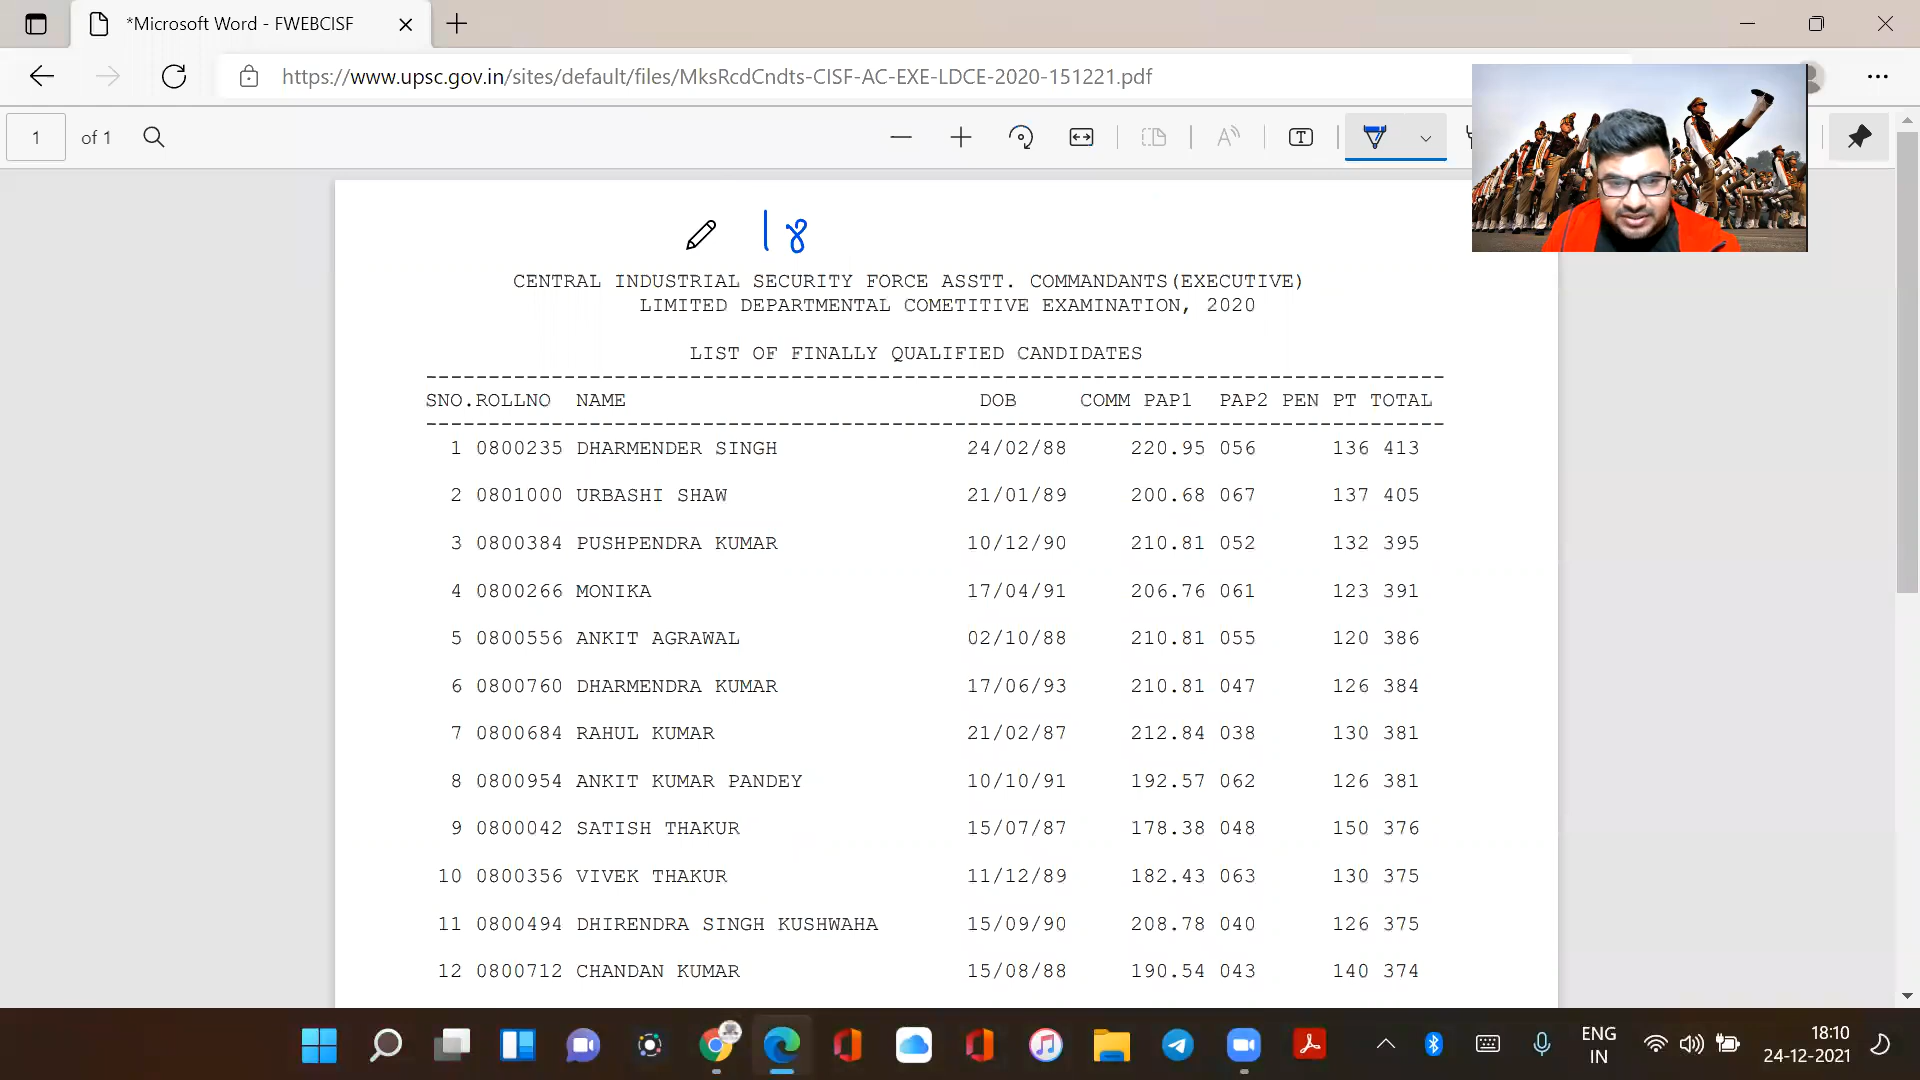 *Microsoft Word - FWEBCISF
https://www.upsc.gov.in/sites/default/files/MksRcdCndts-CISF-AC-EXE-LDCE-2020-151221.pdf
1 of 1
18
CENTRAL INDUSTRIAL SECURITY FORCE ASSTT. COMMANDANTS(EXECUTIVE)
LIMITED DEPARTMENTAL COMETITIVE EXAMINATION, 2020
LIST OF FINALLY QUALIFIED CANDIDATES
SNO.ROLLNO NAME DOB COMM PAP1 PAP2 PEN PT TOTAL
1 0800235 DHARMENDER SINGH 24/02/88 220.95 056 136 413
2 0801000 URBASHI SHAW 21/01/89 200.68 067 137 405
3 0800384 PUSHPENDRA KUMAR 10/12/90 210.81 052 132 395
4 0800266 MONIKA 17/04/91 206.76 061 123 391
5 0800556 ANKIT AGRAWAL 02/10/88 210.81 055 120 386
6 0800760 DHARMENDRA KUMAR 17/06/93 210.81 047 126 384
7 0800684 RAHUL KUMAR 21/02/87 212.84 038 130 381
8 0800954 ANKIT KUMAR PANDEY 10/10/91 192.57 062 126 381
9 0800042 SATISH THAKUR 15/07/87 178.38 048 150 376
10 0800356 VIVEK THAKUR 11/12/89 182.43 063 130 375
11 0800494 DHIRENDRA SINGH KUSHWAHA 15/09/90 208.78 040 126 375
12 0800712 CHANDAN KUMAR 15/08/88 190.54 043 140 374
ENG
IN
18:10
24-12-2021